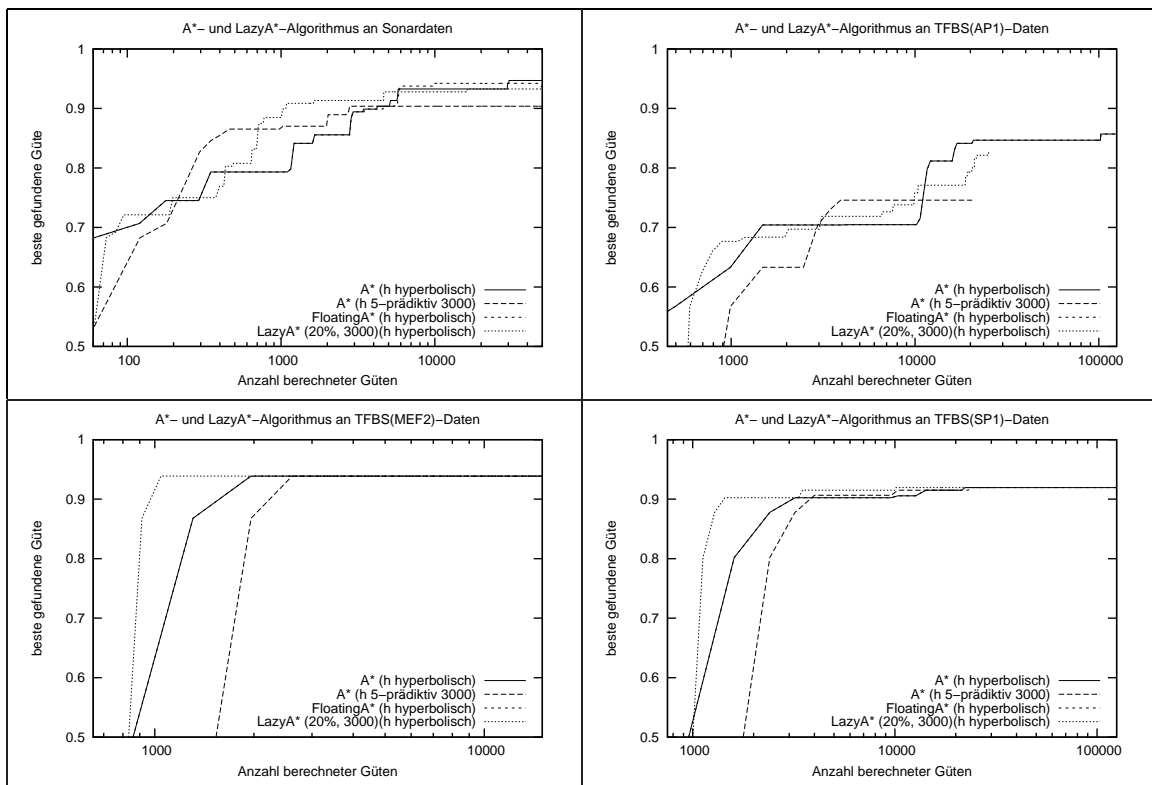 A*− und LazyA*−Algorithmus an Sonardaten
1
0.9
0.8
0.7
0.6
0.5
beste gefundene Güte
A* (h hyperbolisch)
A* (h 5−prädiktiv 3000)
FloatingA* (h hyperbolisch)
LazyA* (20%, 3000)(h hyperbolisch)
100
1000
10000
Anzahl berechneter Güten
A*− und LazyA*−Algorithmus an TFBS(AP1)−Daten
1
0.9
0.8
0.7
0.6
0.5
beste gefundene Güte
A* (h hyperbolisch)
A* (h 5−prädiktiv 3000)
FloatingA* (h hyperbolisch)
LazyA* (20%, 3000)(h hyperbolisch)
1000
10000
100000
Anzahl berechneter Güten
A*− und LazyA*−Algorithmus an TFBS(MEF2)−Daten
1
0.9
0.8
0.7
0.6
0.5
beste gefundene Güte
A* (h hyperbolisch)
A* (h 5−prädiktiv 3000)
FloatingA* (h hyperbolisch)
LazyA* (20%, 3000)(h hyperbolisch)
1000
10000
Anzahl berechneter Güten
A*− und LazyA*−Algorithmus an TFBS(SP1)−Daten
1
0.9
0.8
0.7
0.6
0.5
beste gefundene Güte
A* (h hyperbolisch)
A* (h 5−prädiktiv 3000)
FloatingA* (h hyperbolisch)
LazyA* (20%, 3000)(h hyperbolisch)
1000
10000
100000
Anzahl berechneter Güten